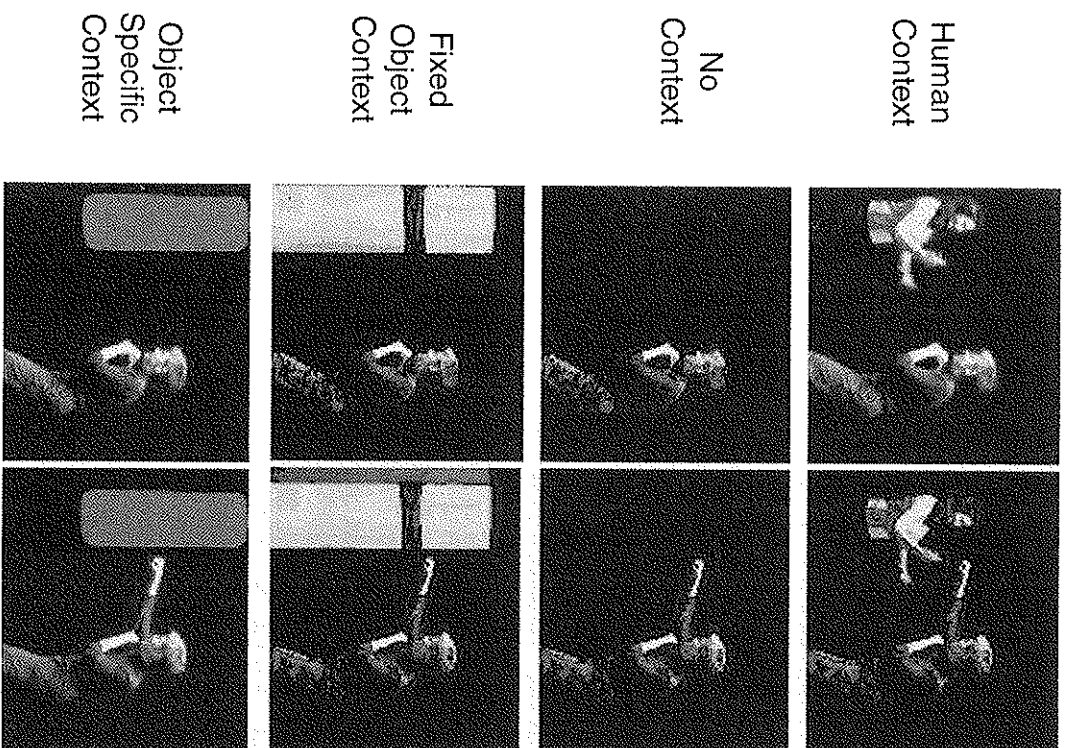 Human
Context
No
Context
Fixed
Object
Context
Object
Specific
Context